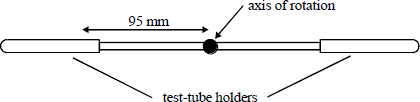 axis of rotation
95 mm
test-tube holders